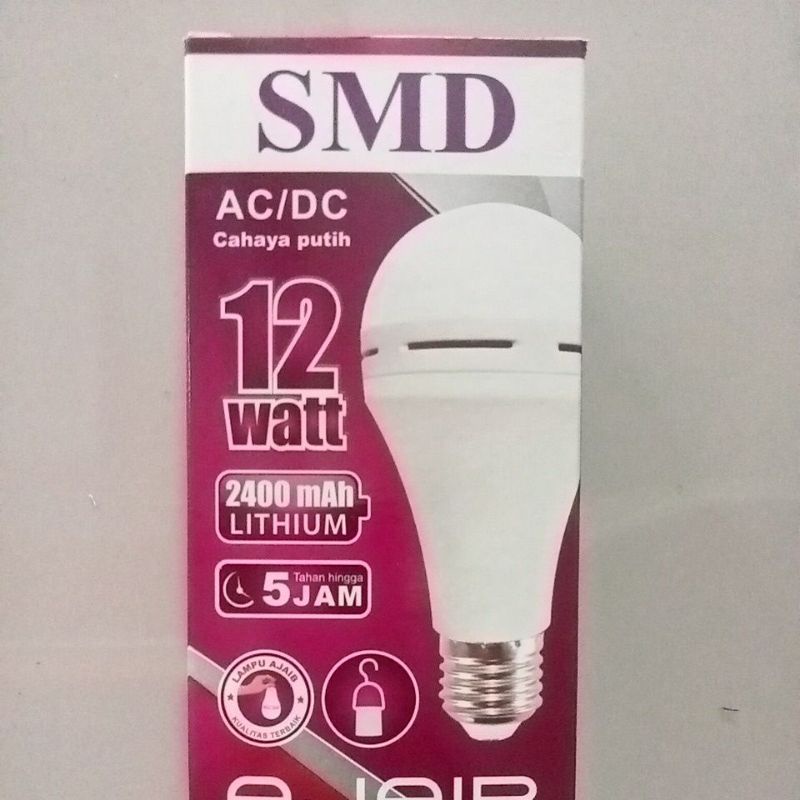 SMD
AC/DC
Cahaya putih
12
watt
2400 mAh
LITHIUM
Tahan hingga
5 JAM
LAMPU AJAIB
KUALITAS TERBAIK